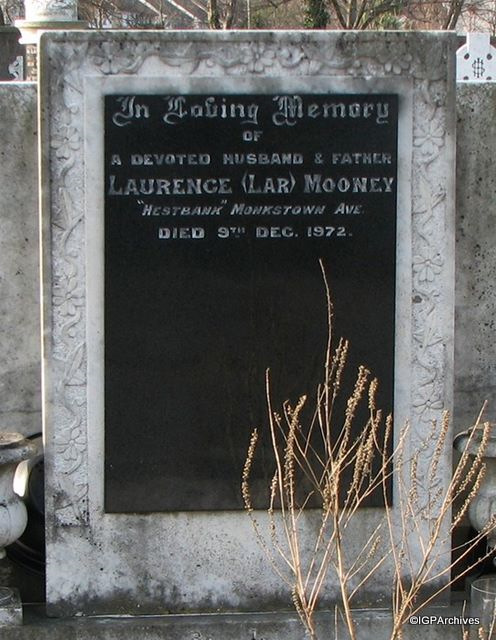 In Loving Memory
OF
A DEVOTED HUSBAND & FATHER
LAURENCE (LAR) MOONEY
"HESTBANK" MONKSTOWN AVE.
DIED 9TH DEC. 1972.
©IGPArchives